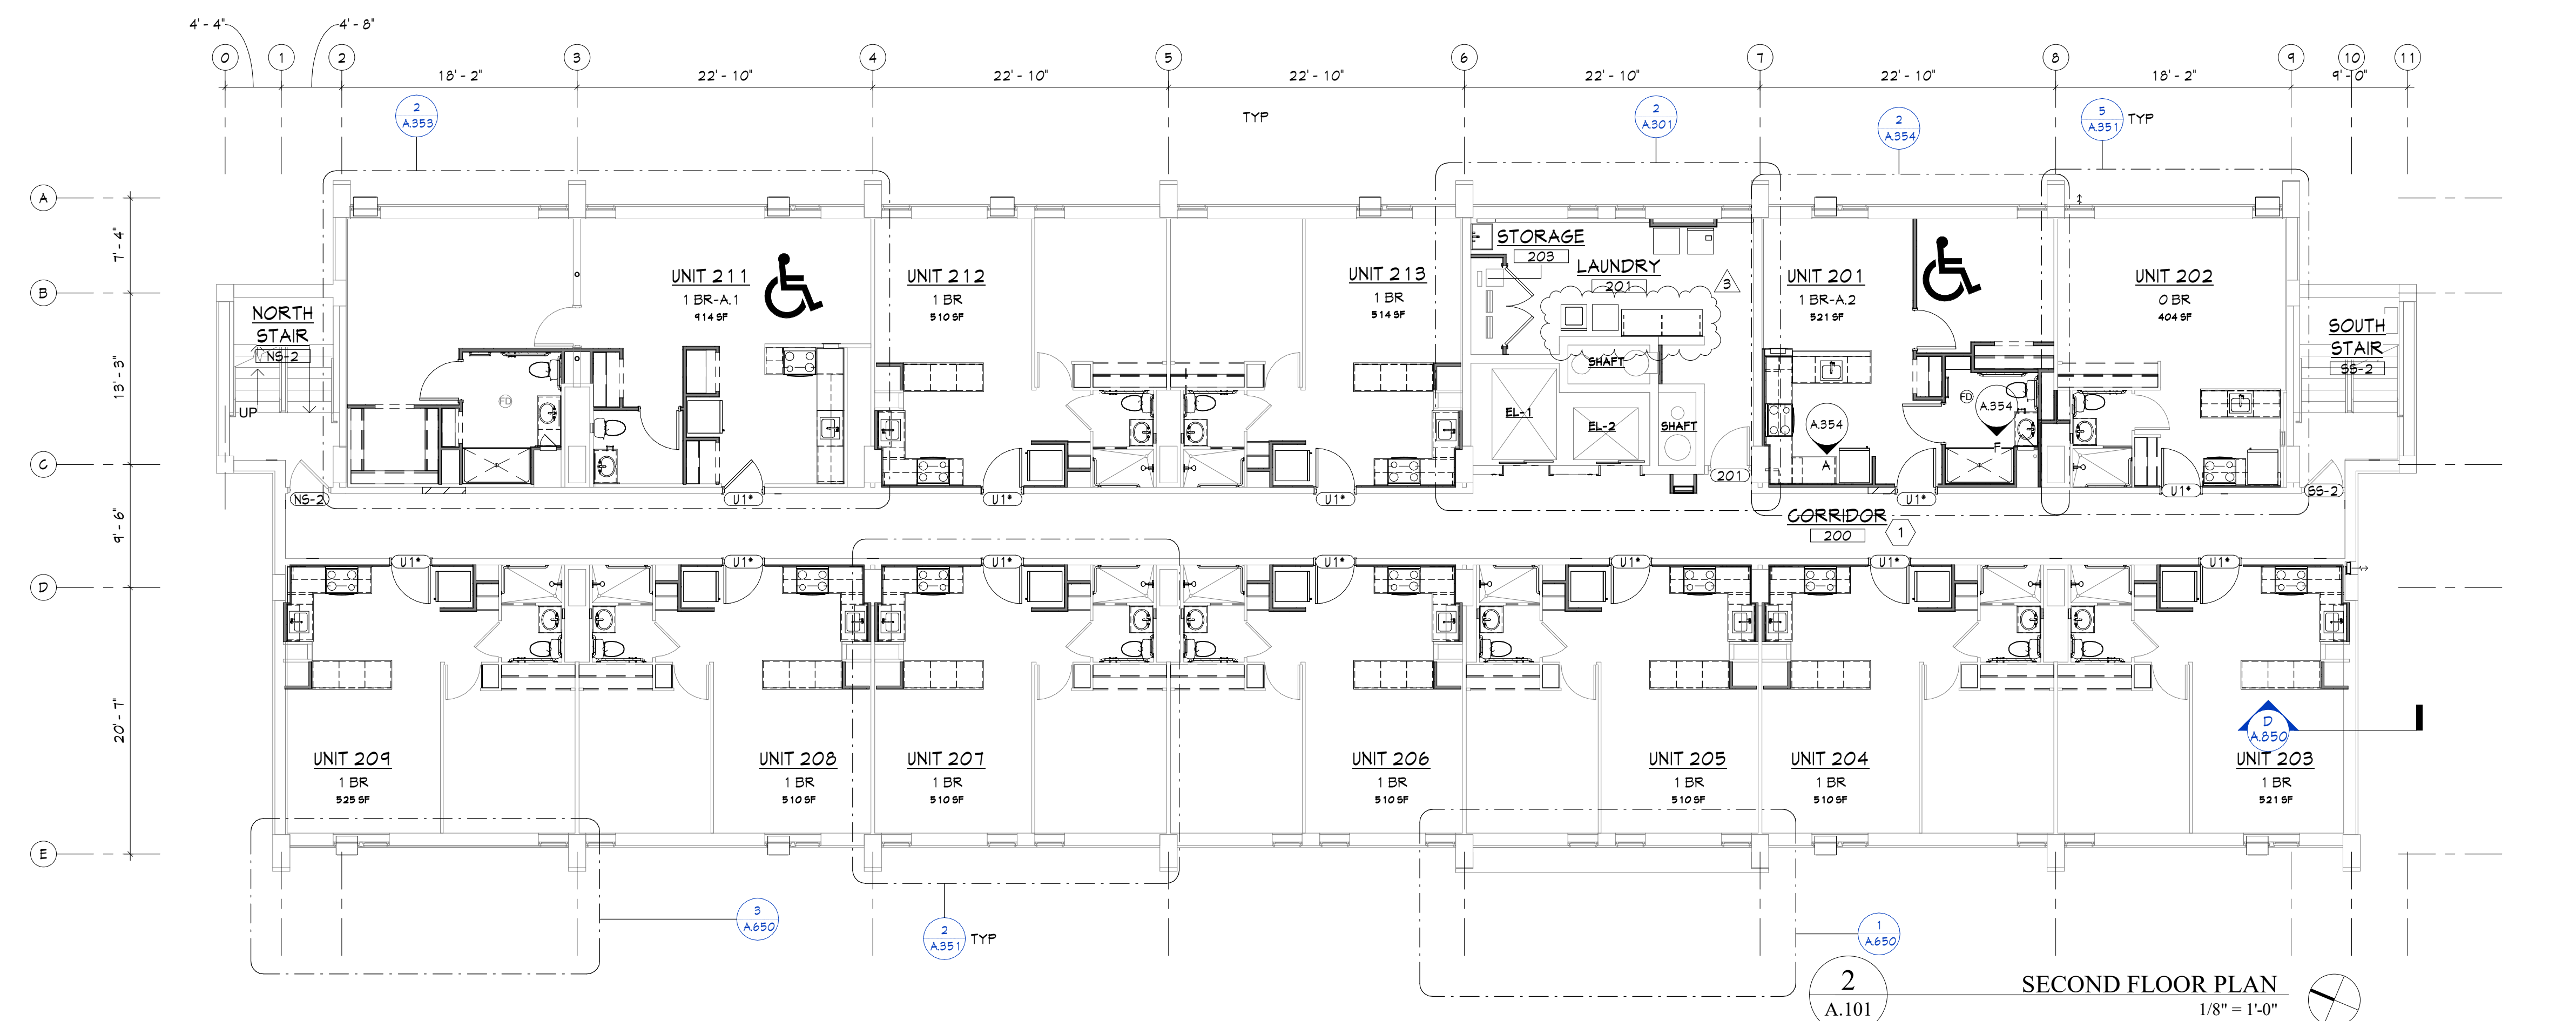 4' - 4"
4' - 8"
0
1
2
3
4
5
6
7
8
9
10
11
18' - 2"
22' - 10"
22' - 10"
22' - 10"
22' - 10"
22' - 10"
18' - 2"
9' - 0"
2
A.353
TYP
2
A.301
2
A.354
5
A.351
TYP
A
B
C
D
E
7' - 4"
13' - 3"
9' - 6"
20' - 7"
NORTH
STAIR
NS-2
UP
NS-2
UNIT 211
1 BR-A.1
914 SF
FD
U1*
UNIT 212
1 BR
510 SF
U1*
UNIT 213
1 BR
514 SF
U1*
STORAGE
203
LAUNDRY
201
3
SHAFT
EL-1
EL-2
SHAFT
201
UNIT 201
1 BR-A.2
521 SF
FD
A.354
A
A.354
F
U1*
UNIT 202
0 BR
404 SF
U1*
SOUTH
STAIR
SS-2
SS-2
CORRIDOR
200
1
U1*
U1*
U1*
U1*
U1*
U1*
U1*
UNIT 209
1 BR
525 SF
UNIT 208
1 BR
510 SF
UNIT 207
1 BR
510 SF
UNIT 206
1 BR
510 SF
UNIT 205
1 BR
510 SF
UNIT 204
1 BR
510 SF
D
A.850
UNIT 203
1 BR
521 SF
3
A.650
2
A.351
TYP
1
A.650
2
A.101
SECOND FLOOR PLAN
1/8" = 1'-0"